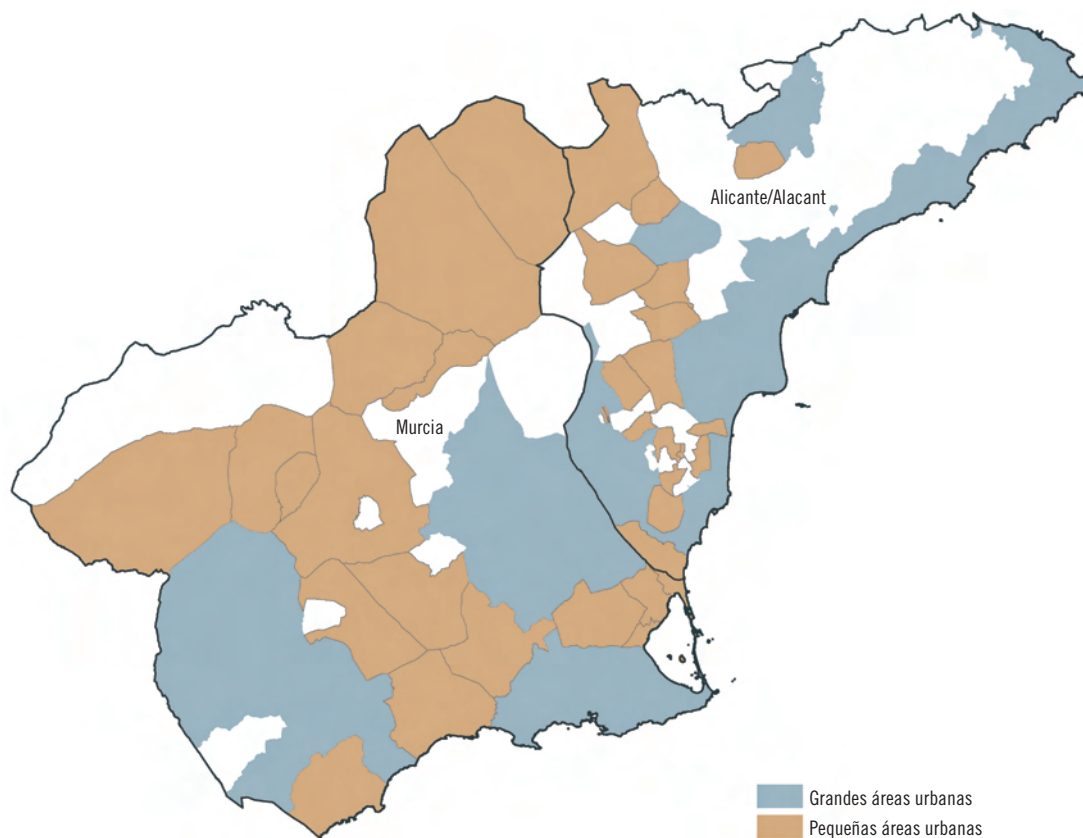 Alicante/Alacant
Murcia
Grandes áreas urbanas
Pequeñas áreas urbanas